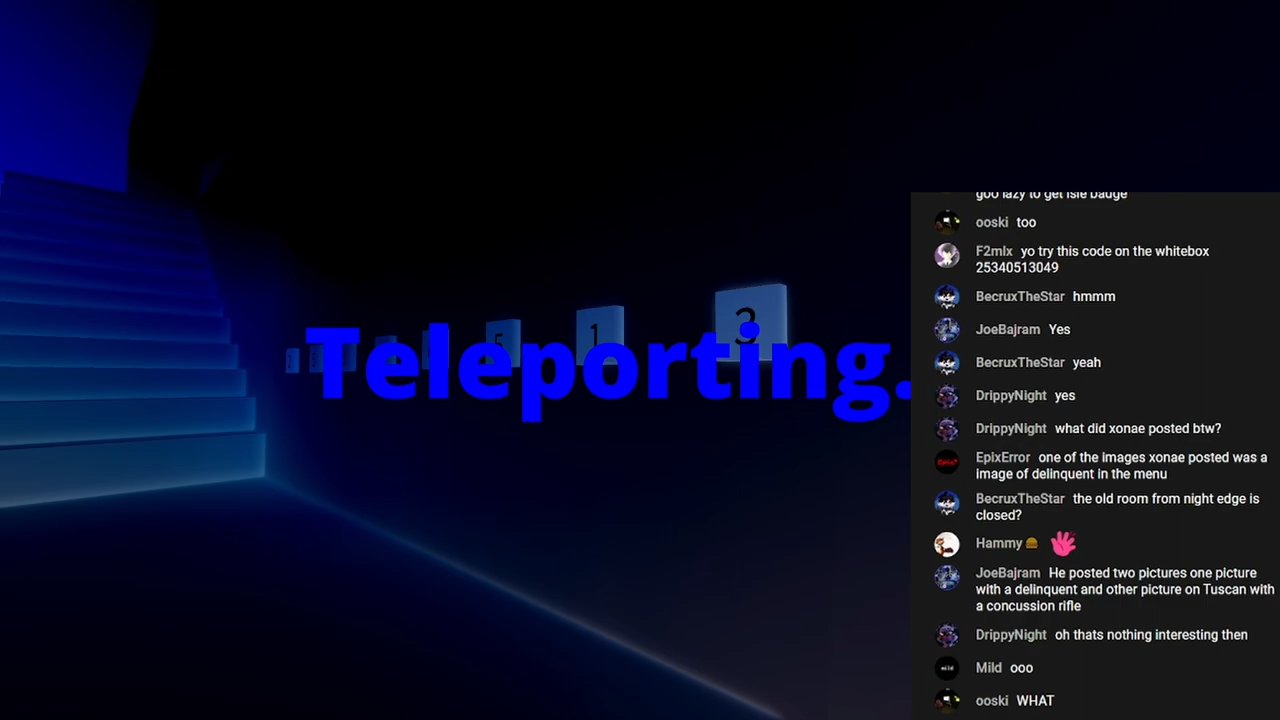 5
1
3
Teleporting.
goo lazy to get isle badge
ooski too
F2mlx yo try this code on the whitebox
25340513049
BecruxTheStar hmmm
JoeBajram Yes
BecruxTheStar yeah
DrippyNight yes
DrippyNight what did xonae posted btw?
EpixError one of the images xonae posted was a
image of delinquent in the menu
BecruxTheStar the old room from night edge is
closed?
Hammy🍔
JoeBajram He posted two pictures one picture
with a delinquent and other picture on Tuscan with
a concussion rifle
DrippyNight oh thats nothing interesting then
Mild ooo
ooski WHAT